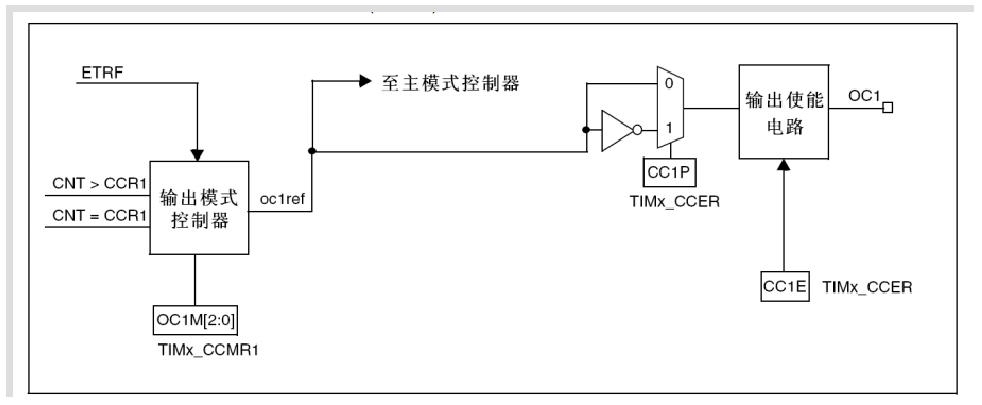 ETRF
至主模式控制器
0
1
输出使能
电路
OC1
CC1P
TIMx_CCER
CNT > CCR1
CNT = CCR1
输出模式
控制器
oc1ref
CC1E
TIMx_CCER
OC1M[2:0]
TIMx_CCMR1